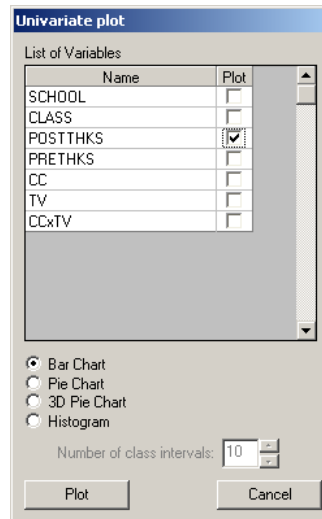 Univariate plot
List of Variables
Name Plot
SCHOOL
CLASS
POSTTHKS
PRETHKS
CC
TV
CCxTV
Bar Chart
Pie Chart
3D Pie Chart
Histogram
Number of class intervals: 10
Plot Cancel